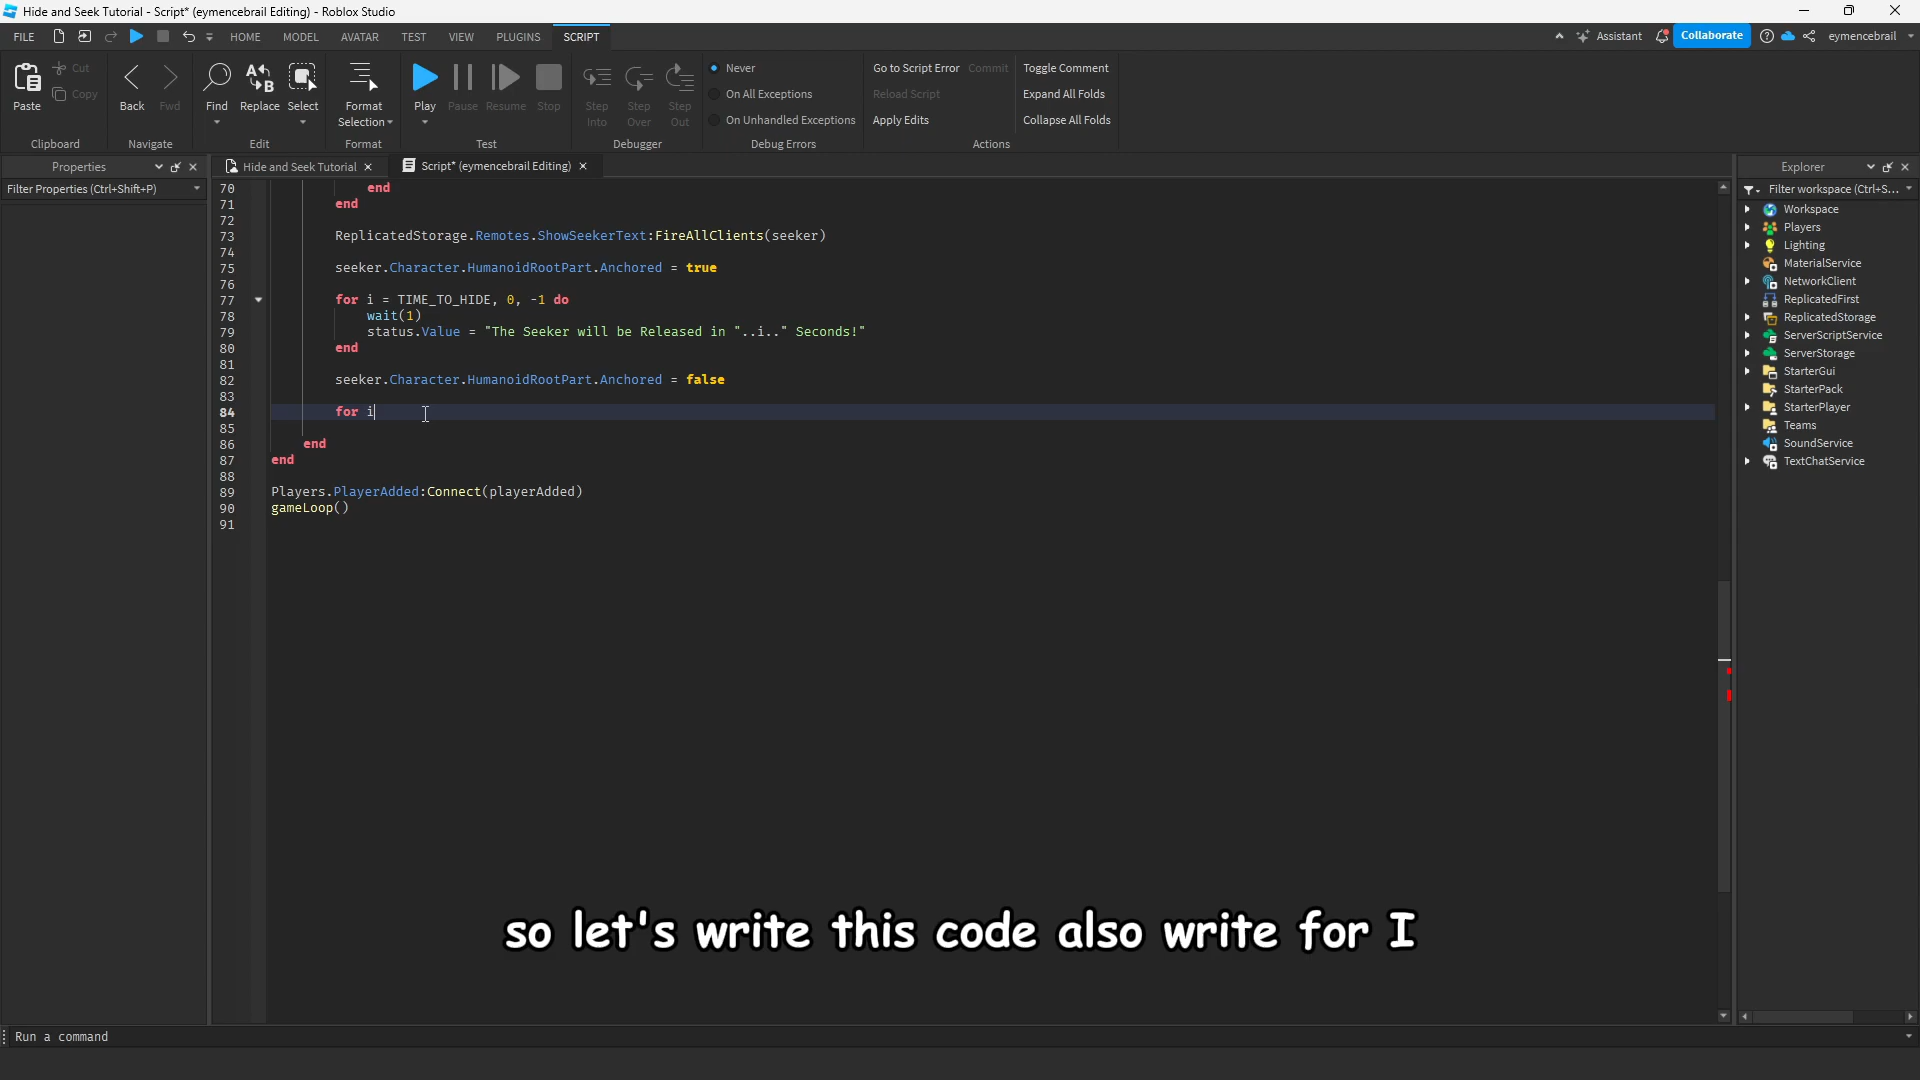 Hide and Seek Tutorial - Script* (eymencebrail Editing) - Roblox Studio
FILE HOME MODEL AVATAR TEST VIEW PLUGINS SCRIPT Assistant Collaborate eymencebrail
Paste Cut Copy Back Fwd Find Replace Select Format Selection Play Pause Resume Stop Step Into Step Over Step Out
Never
On All Exceptions
On Unhandled Exceptions
Go to Script Error Commit
Reload Script
Apply Edits
Toggle Comment
Expand All Folds
Collapse All Folds
Clipboard Navigate Edit Format Test Debugger Debug Errors Actions
Properties
Filter Properties (Ctrl+Shift+P)
Hide and Seek Tutorial
Script* (eymencebrail Editing)
70 end
71 end
72
73 ReplicatedStorage.Remotes.ShowSeekerText:FireAllClients(seeker)
74
75 seeker.Character.HumanoidRootPart.Anchored = true
76
77 for i = TIME_TO_HIDE, 0, -1 do
78 wait(1)
79 status.Value = "The Seeker will be Released in "..i.." Seconds!"
80 end
81
82 seeker.Character.HumanoidRootPart.Anchored = false
83
84 for i
85
86 end
87 end
88
89 Players.PlayerAdded:Connect(playerAdded)
90 gameLoop()
91
Explorer
Filter workspace (Ctrl+S...
Workspace
Players
Lighting
MaterialService
NetworkClient
ReplicatedFirst
ReplicatedStorage
ServerScriptService
ServerStorage
StarterGui
StarterPack
StarterPlayer
Teams
SoundService
TextChatService
so let's write this code also write for I
Run a command